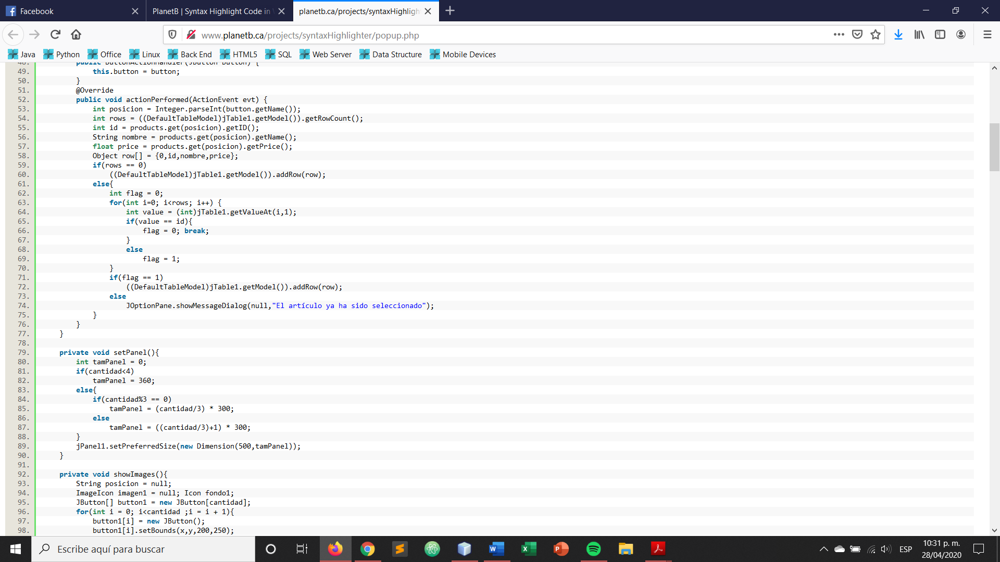 Facebook
PlanetB | Syntax Highlight Code in
planetb.ca/projects/syntaxHighligh
www.planetb.ca/projects/syntaxHighlighter/popup.php
Java Python Office Linux Back End HTML5 SQL Web Server Data Structure Mobile Devices
48. public ButtonActionHandler(JButton button) {
49. this.button = button;
50. }
51. @Override
52. public void actionPerformed(ActionEvent evt) {
53. int posicion = Integer.parseInt(button.getName());
54. int rows = ((DefaultTableModel)jTable1.getModel()).getRowCount();
55. int id = products.get(posicion).getID();
56. String nombre = products.get(posicion).getName();
57. float price = products.get(posicion).getPrice();
58. Object row[] = {0,id,nombre,price};
59. if(rows == 0)
60. ((DefaultTableModel)jTable1.getModel()).addRow(row);
61. else{
62. int flag = 0;
63. for(int i=0; i<rows; i++) {
64. int value = (int)jTable1.getValueAt(i,1);
65. if(value == id){
66. flag = 0; break;
67. }
68. else
69. flag = 1;
70. }
71. if(flag == 1)
72. ((DefaultTableModel)jTable1.getModel()).addRow(row);
73. else
74. JOptionPane.showMessageDialog(null,"El artículo ya ha sido seleccionado");
75. }
76. }
77. }
78.
79. private void setPanel(){
80. int tamPanel = 0;
81. if(cantidad<4)
82. tamPanel = 360;
83. else{
84. if(cantidad%3 == 0)
85. tamPanel = (cantidad/3) * 300;
86. else
87. tamPanel = ((cantidad/3)+1) * 300;
88. }
89. jPanel1.setPreferredSize(new Dimension(500,tamPanel));
90. }
91.
92. private void showImages(){
93. String posicion = null;
94. ImageIcon imagen1 = null; Icon fondo1;
95. JButton[] button1 = new JButton[cantidad];
96. for(int i = 0; i<cantidad ;i = i + 1){
97. button1[i] = new JButton();
98. button1[i].setBounds(x,y,200,250);
Escribe aquí para buscar
ESP
10:31 p. m.
28/04/2020